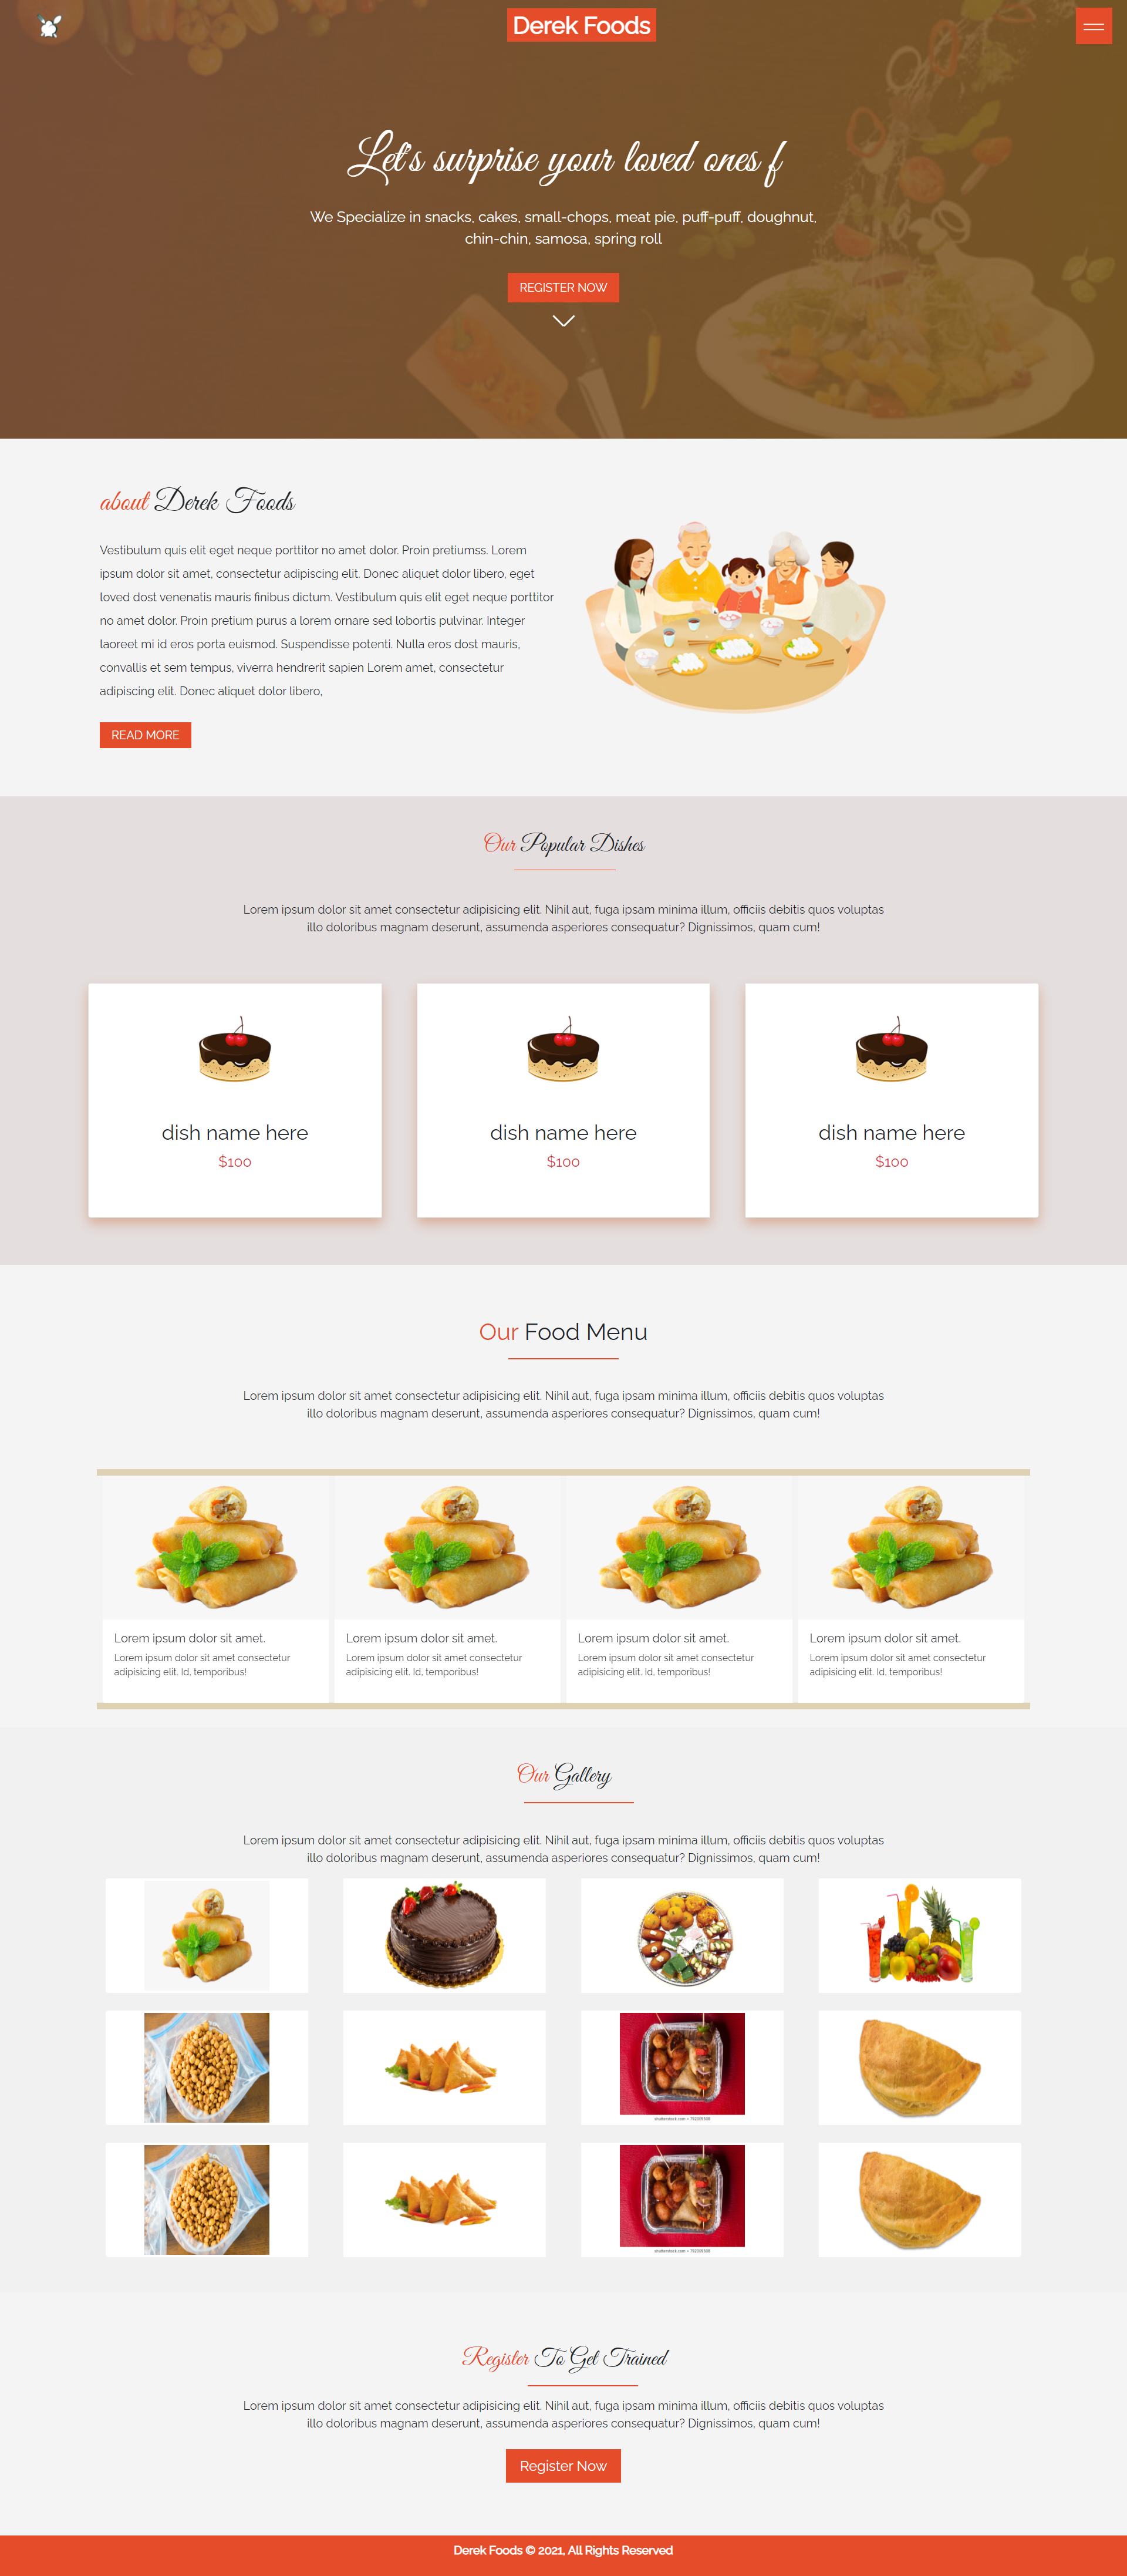 Derek Foods
Let's surprise your loved ones f
We Specialize in snacks, cakes, small-chops, meat pie, puff-puff, doughnut,
chin-chin, samosa, spring roll
REGISTER NOW
about Derek Foods
Vestibulum quis elit eget neque porttitor no amet dolor. Proin pretiumss. Lorem
ipsum dolor sit amet, consectetur adipiscing elit. Donec aliquet dolor libero, eget
loved dost venenatis mauris finibus dictum. Vestibulum quis elit eget neque porttitor
no amet dolor. Proin pretium purus a lorem ornare sed lobortis pulvinar. Integer
laoreet mi id eros porta euismod. Suspendisse potenti. Nulla eros dost mauris,
convallis et sem tempus, viverra hendrerit sapien Lorem amet, consectetur
adipiscing elit. Donec aliquet dolor libero,
READ MORE
Our Popular Dishes
Lorem ipsum dolor sit amet consectetur adipisicing elit. Nihil aut, fuga ipsam minima illum, officiis debitis quos voluptas
illo doloribus magnam deserunt, assumenda asperiores consequatur? Dignissimos, quam cum!
dish name here
$100
dish name here
$100
dish name here
$100
Our Food Menu
Lorem ipsum dolor sit amet consectetur adipisicing elit. Nihil aut, fuga ipsam minima illum, officiis debitis quos voluptas
illo doloribus magnam deserunt, assumenda asperiores consequatur? Dignissimos, quam cum!
Lorem ipsum dolor sit amet.
Lorem ipsum dolor sit amet consectetur
adipisicing elit. Id, temporibus!
Lorem ipsum dolor sit amet.
Lorem ipsum dolor sit amet consectetur
adipisicing elit. Id, temporibus!
Lorem ipsum dolor sit amet.
Lorem ipsum dolor sit amet consectetur
adipisicing elit. Id, temporibus!
Lorem ipsum dolor sit amet.
Lorem ipsum dolor sit amet consectetur
adipisicing elit. Id, temporibus!
Our Gallery
Lorem ipsum dolor sit amet consectetur adipisicing elit. Nihil aut, fuga ipsam minima illum, officiis debitis quos voluptas
illo doloribus magnam deserunt, assumenda asperiores consequatur? Dignissimos, quam cum!
Register To Get Trained
Lorem ipsum dolor sit amet consectetur adipisicing elit. Nihil aut, fuga ipsam minima illum, officiis debitis quos voluptas
illo doloribus magnam deserunt, assumenda asperiores consequatur? Dignissimos, quam cum!
Register Now
Derek Foods © 2021, All Rights Reserved